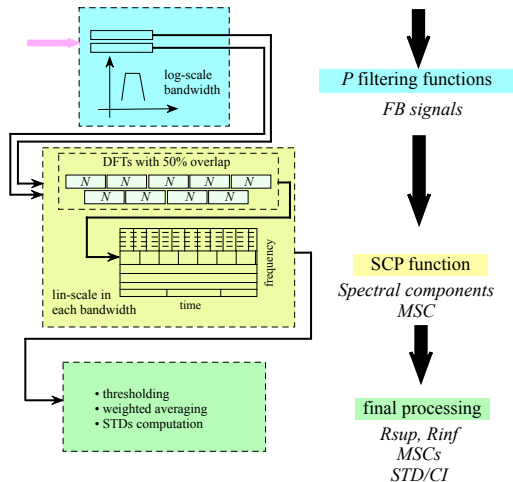 log-scale
bandwidth
P filtering functions
FB signals
DFTs with 50% overlap
N N N N N
N N N N
frequency
time
lin-scale in
each bandwidth
SCP function
Spectral components
MSC
• thresholding
• weighted averaging
• STDs computation
final processing
Rsup, Rinf
MSCs
STD/CI